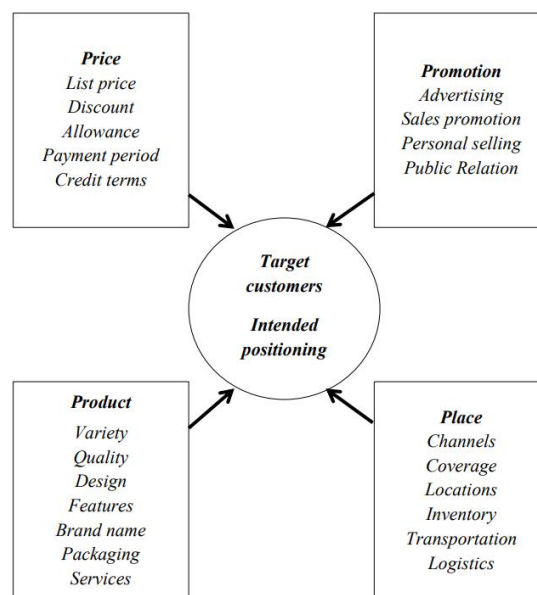 Price
List price
Discount
Allowance
Payment period
Credit terms
Promotion
Advertising
Sales promotion
Personal selling
Public Relation
Target
customers
Intended
positioning
Product
Variety
Quality
Design
Features
Brand name
Packaging
Services
Place
Channels
Coverage
Locations
Inventory
Transportation
Logistics